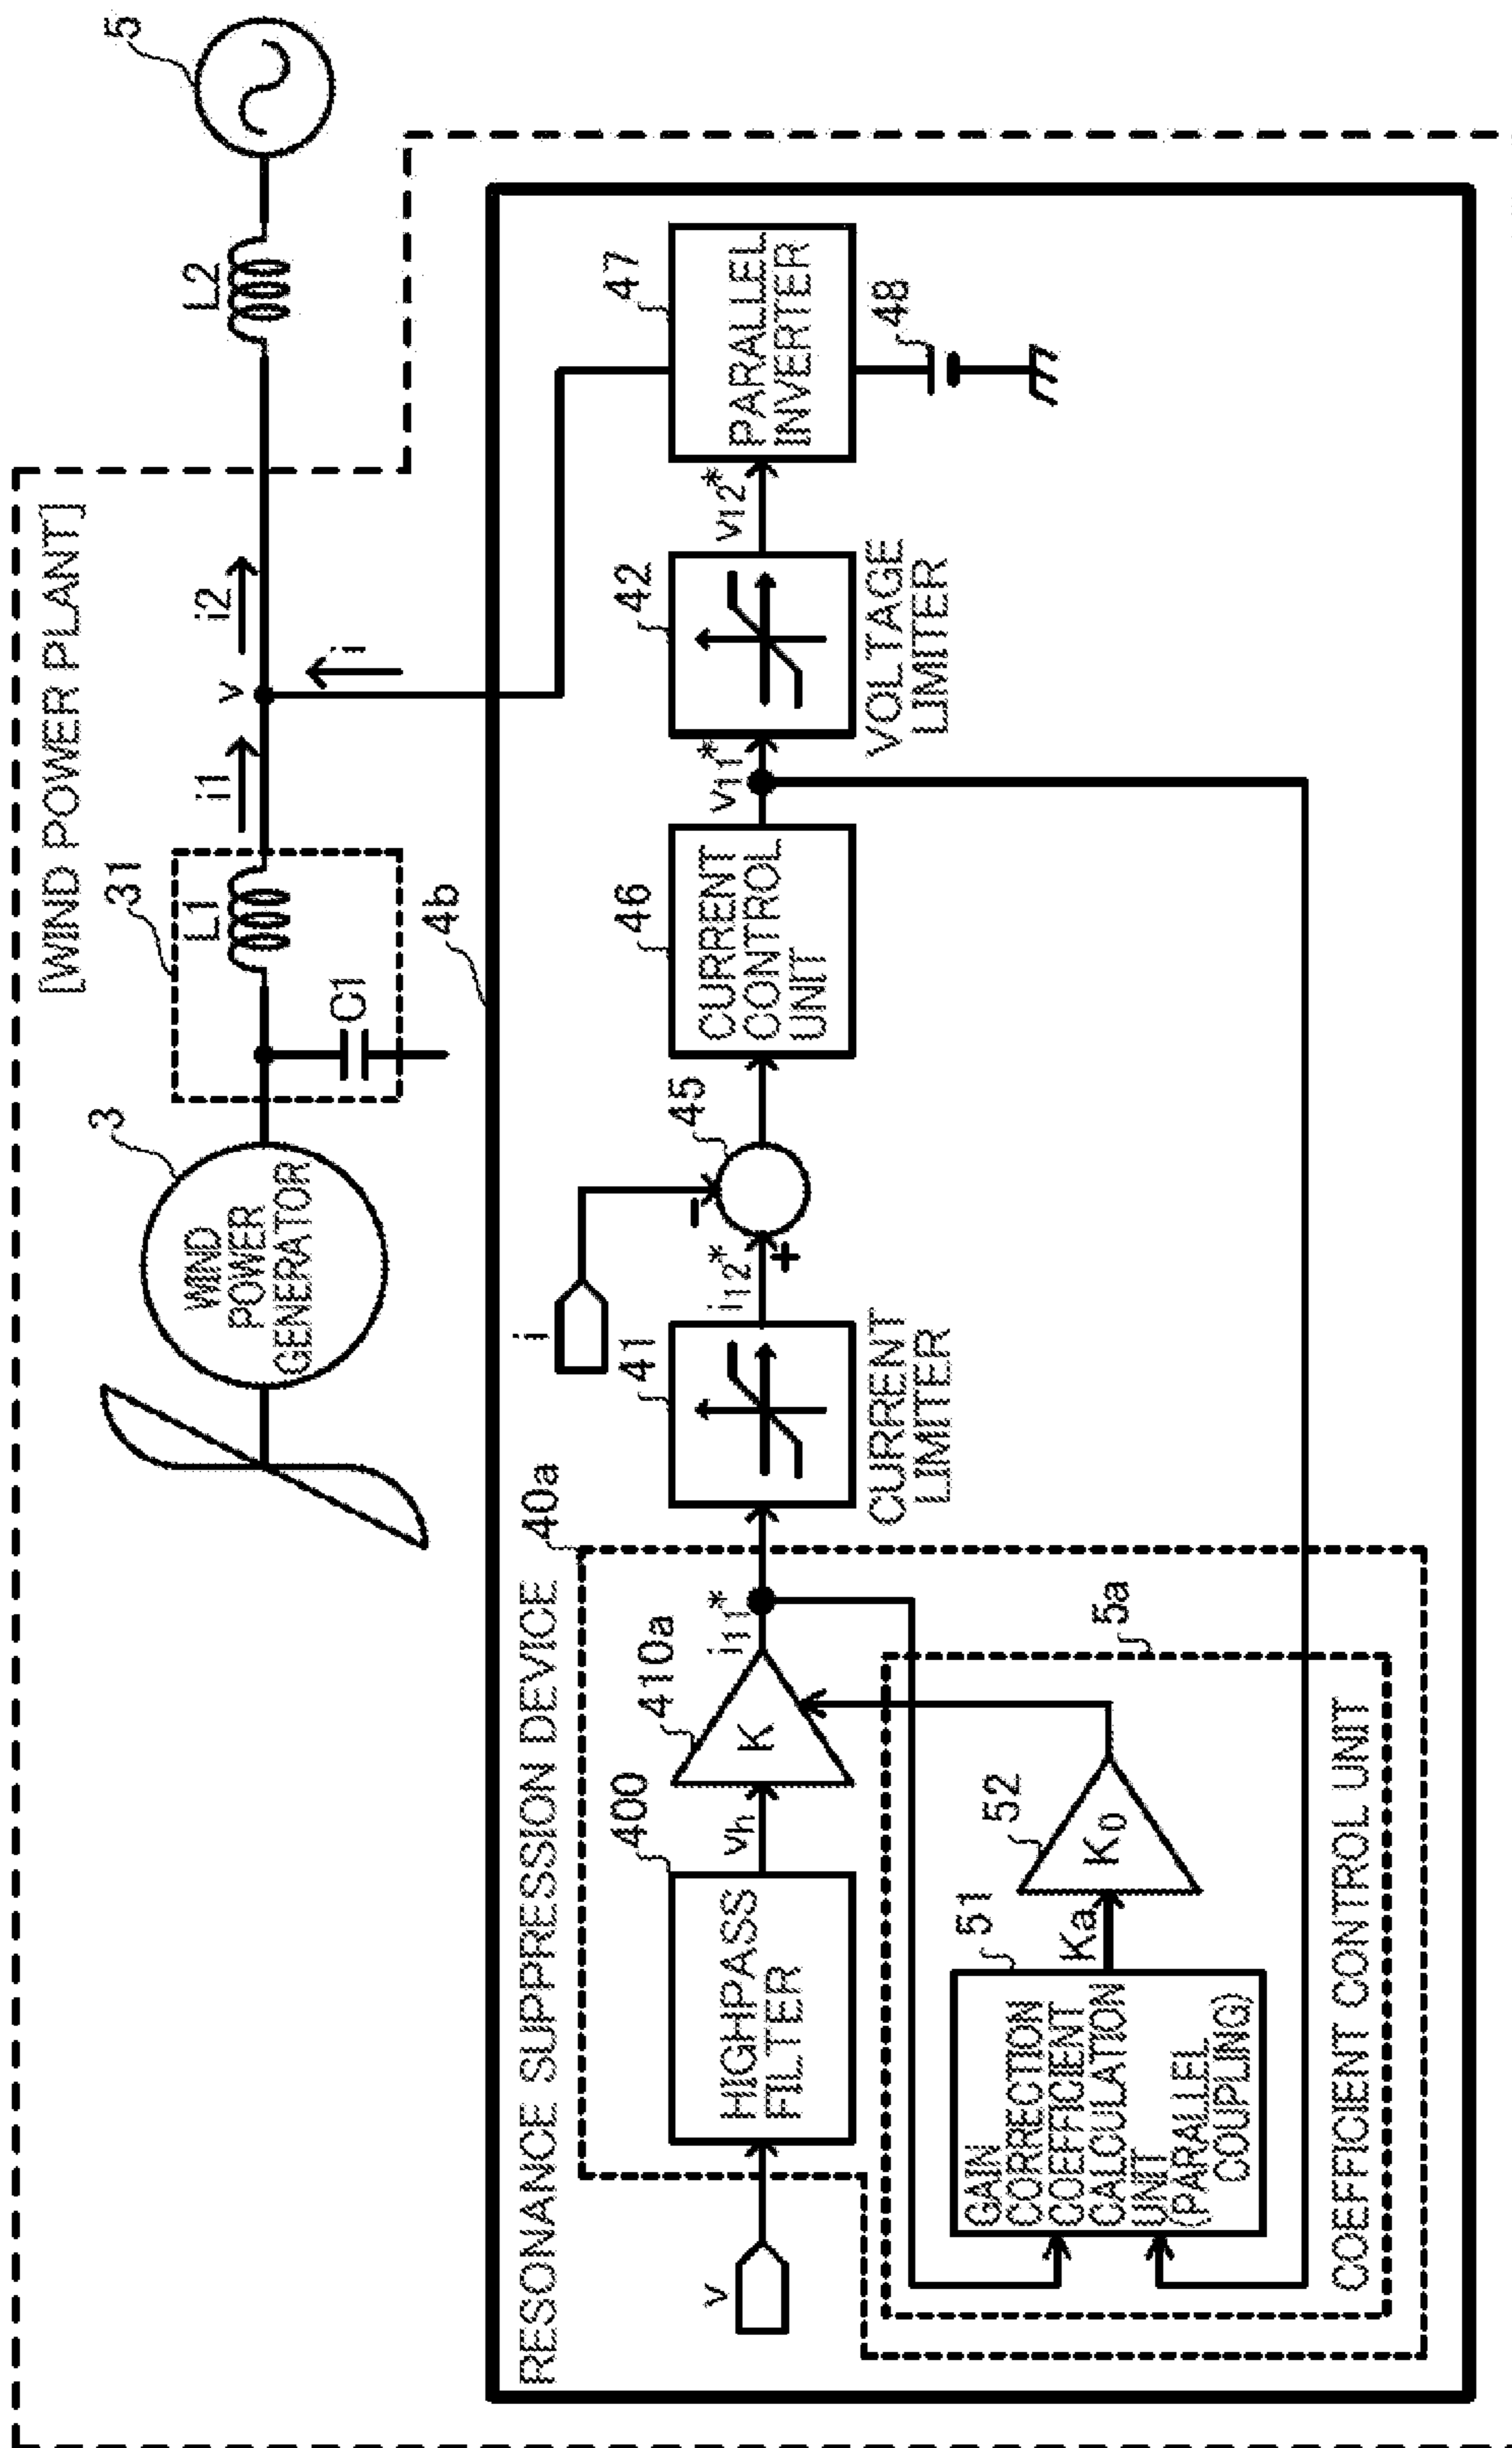 [WIND POWER PLANT]
3
WIND
POWER
GENERATOR
31
L1
C1
i1
v
i2
i
L2
5
4b
RESONANCE SUPPRESSION DEVICE
40a
v
400
HIGHPASS
FILTER
vh
410a
K
i11*
41
CURRENT
LIMITER
i12*
+
i
−
45
46
CURRENT
CONTROL
UNIT
v11*
42
VOLTAGE
LIMITER
v12*
47
PARALLEL
INVERTER
48
51
GAIN
CORRECTION
COEFFICIENT
CALCULATION
UNIT
(PARALLEL
COUPLING)
Ka
52
K0
5a
COEFFICIENT CONTROL UNIT